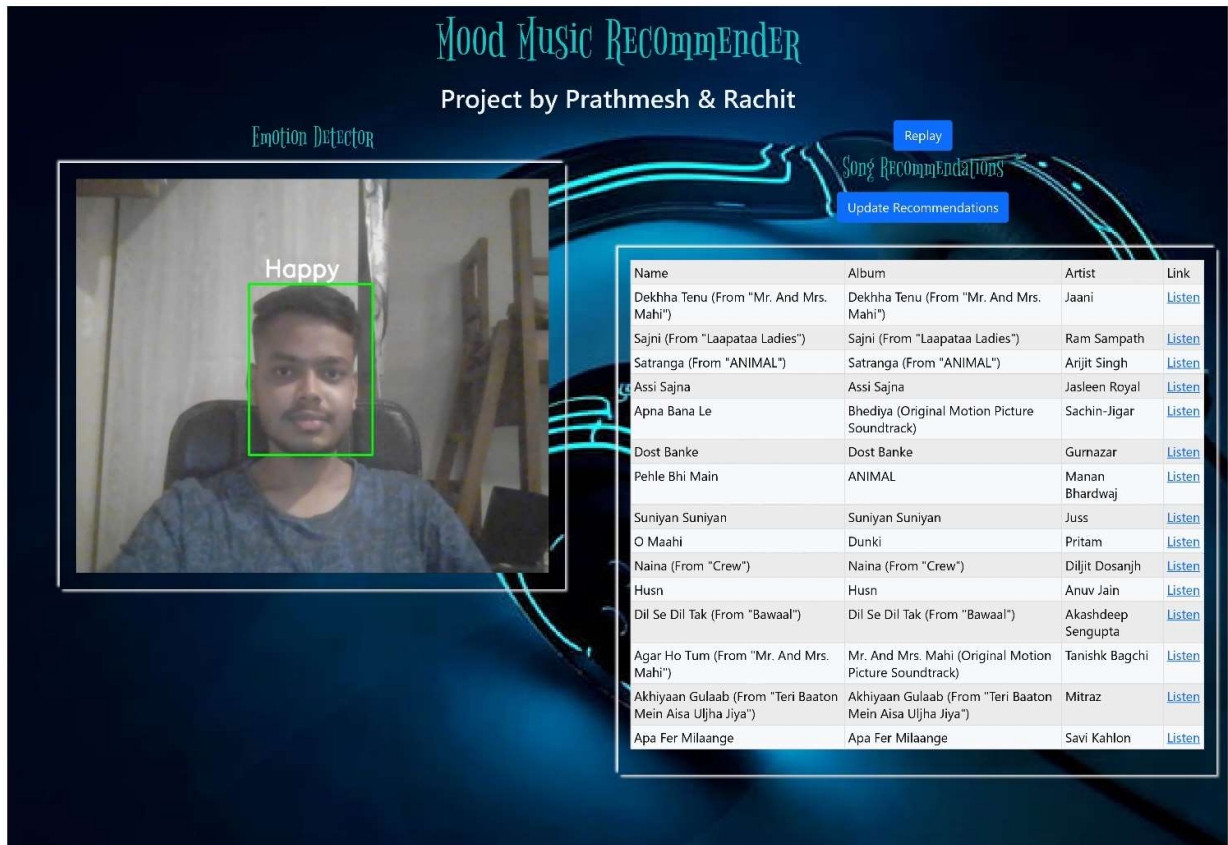 Mood Music Recommender
Project by Prathmesh & Rachit
Emotion Detector
Happy
Replay
Song Recommendations
Update Recommendations
Name Album Artist Link
Dekhha Tenu (From "Mr. And Mrs. Dekhha Tenu (From "Mr. And Mrs. Jaani Listen
Mahi") Mahi")
Sajni (From "Laapataa Ladies") Sajni (From "Laapataa Ladies") Ram Sampath Listen
Satranga (From "ANIMAL") Satranga (From "ANIMAL") Arijit Singh Listen
Assi Sajna Assi Sajna Jasleen Royal Listen
Apna Bana Le Bhediya (Original Motion Picture Sachin-Jigar Listen
Soundtrack)
Dost Banke Dost Banke Gurnazar Listen
Pehle Bhi Main ANIMAL Manan Listen
Bhardwaj
Suniyan Suniyan Suniyan Suniyan Juss Listen
O Maahi Dunki Pritam Listen
Naina (From "Crew") Naina (From "Crew") Diljit Dosanjh Listen
Husn Husn Anuv Jain Listen
Dil Se Dil Tak (From "Bawaal") Dil Se Dil Tak (From "Bawaal") Akashdeep Listen
Sengupta
Agar Ho Tum (From "Mr. And Mrs. Mr. And Mrs. Mahi (Original Motion Tanishk Bagchi Listen
Mahi") Picture Soundtrack)
Akhiyaan Gulaab (From "Teri Baaton Akhiyaan Gulaab (From "Teri Baaton Mitraz Listen
Mein Aisa Uljha Jiya") Mein Aisa Uljha Jiya")
Apa Fer Milaange Apa Fer Milaange Savi Kahlon Listen